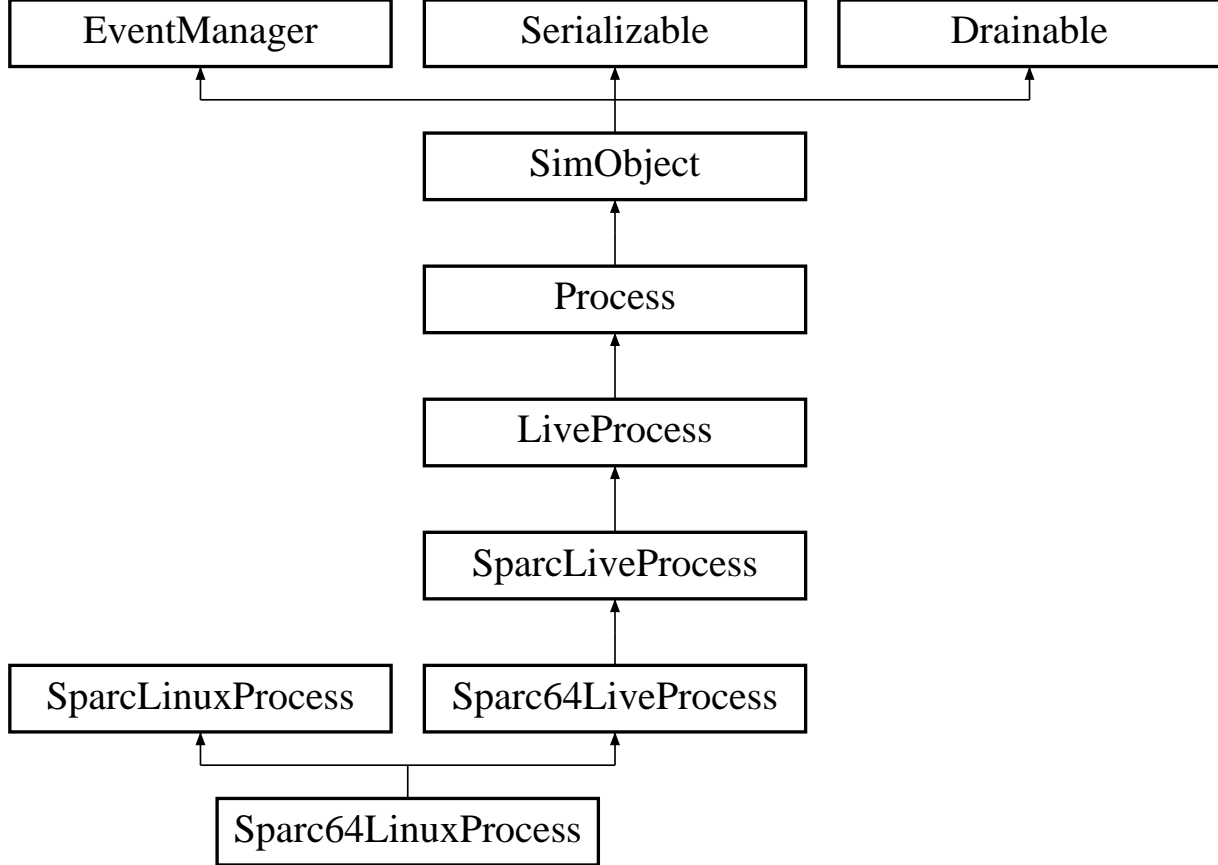 EventManager
Serializable
Drainable
SimObject
Process
LiveProcess
SparcLiveProcess
SparcLinuxProcess
Sparc64LiveProcess
Sparc64LinuxProcess